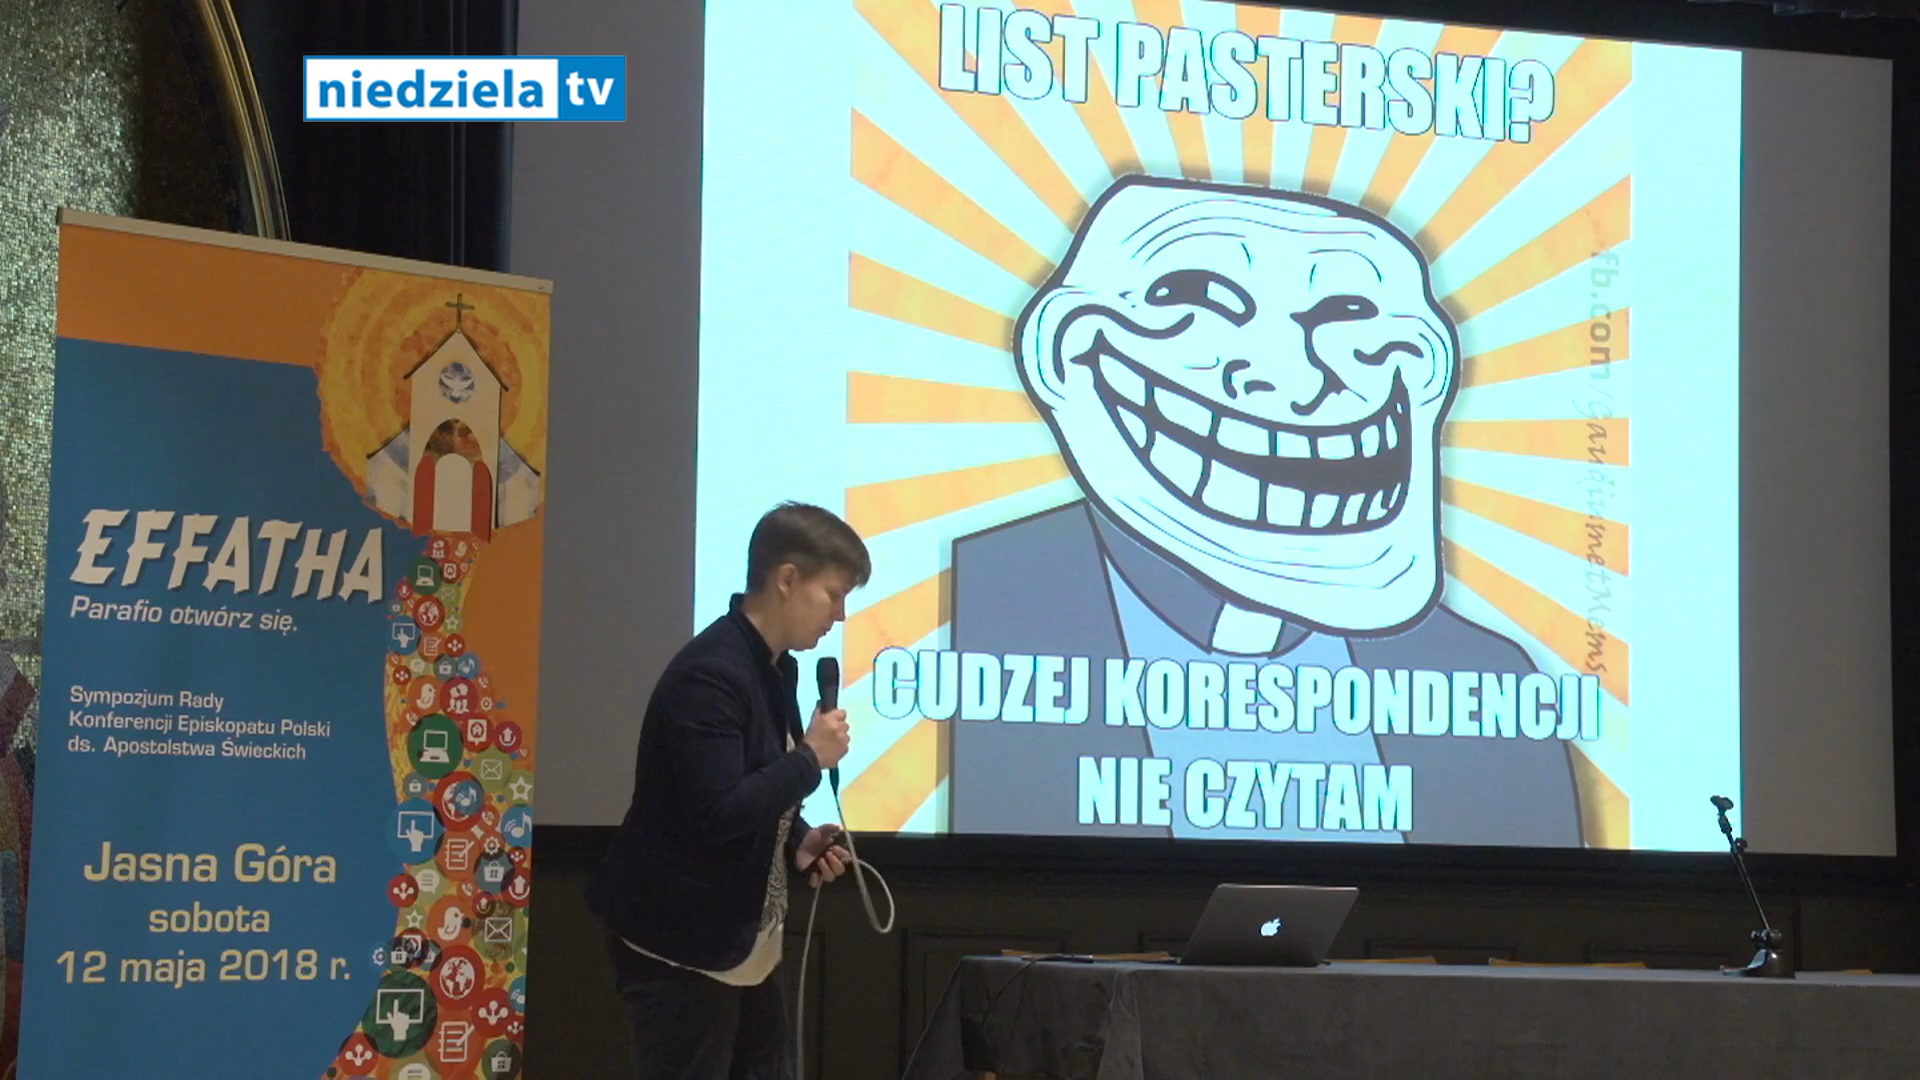 niedziela tv
LIST PASTERSKI?
fb.com/GaudiumetMems
CUDZEJ KORESPONDENCJI
NIE CZYTAM
EFFATHA
Parafio otwórz się.
Sympozjum Rady
Konferencji Episkopatu Polski
ds. Apostolstwa Świeckich
Jasna Góra
sobota
12 maja 2018 r.